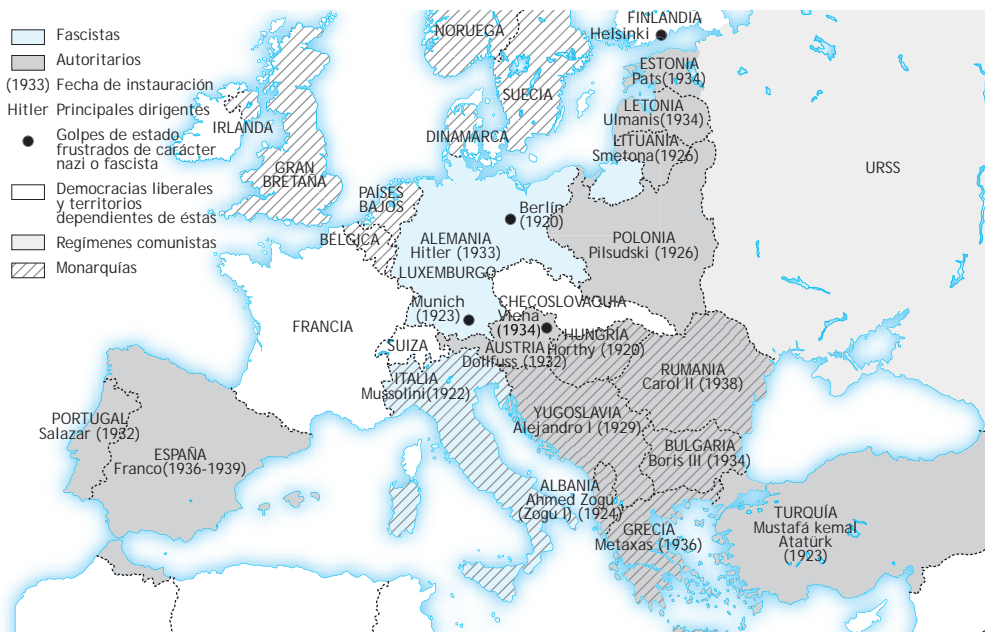 Fascistas
Autoritarios
(1933) Fecha de instauración
Hitler Principales dirigentes
Golpes de estado
frustrados de carácter
nazi o fascista
Democracias liberales
y territorios
dependientes de éstas
Regímenes comunistas
Monarquías
NORUEGA
FINLANDIA
Helsinki
SUECIA
ESTONIA
Pats(1934)
LETONIA
Ulmanis(1934)
LITUANIA
Smetona(1926)
IRLANDA
DINAMARCA
GRAN
BRETAÑA
URSS
PAÍSES
BAJOS
BÉLGICA
Berlín
(1920)
ALEMANIA
Hitler (1933)
POLONIA
Pilsudski (1926)
LUXEMBURGO
Munich
(1923)
CHECOSLOVAQUIA
Viena
(1934)
FRANCIA
SUIZA
AUSTRIA
Dollfuss (1932)
HUNGRÍA
Horthy (1920)
ITALIA
Mussolini(1922)
RUMANIA
Carol II (1938)
YUGOSLAVIA
Alejandro I (1929)
PORTUGAL
Salazar (1932)
ESPAÑA
Franco(1936-1939)
BULGARIA
Boris III (1934)
ALBANIA
Ahmed Zogu
(Zogu I) (1924)
GRECIA
Metaxas (1936)
TURQUÍA
Mustafá kemal
Atatürk
(1923)